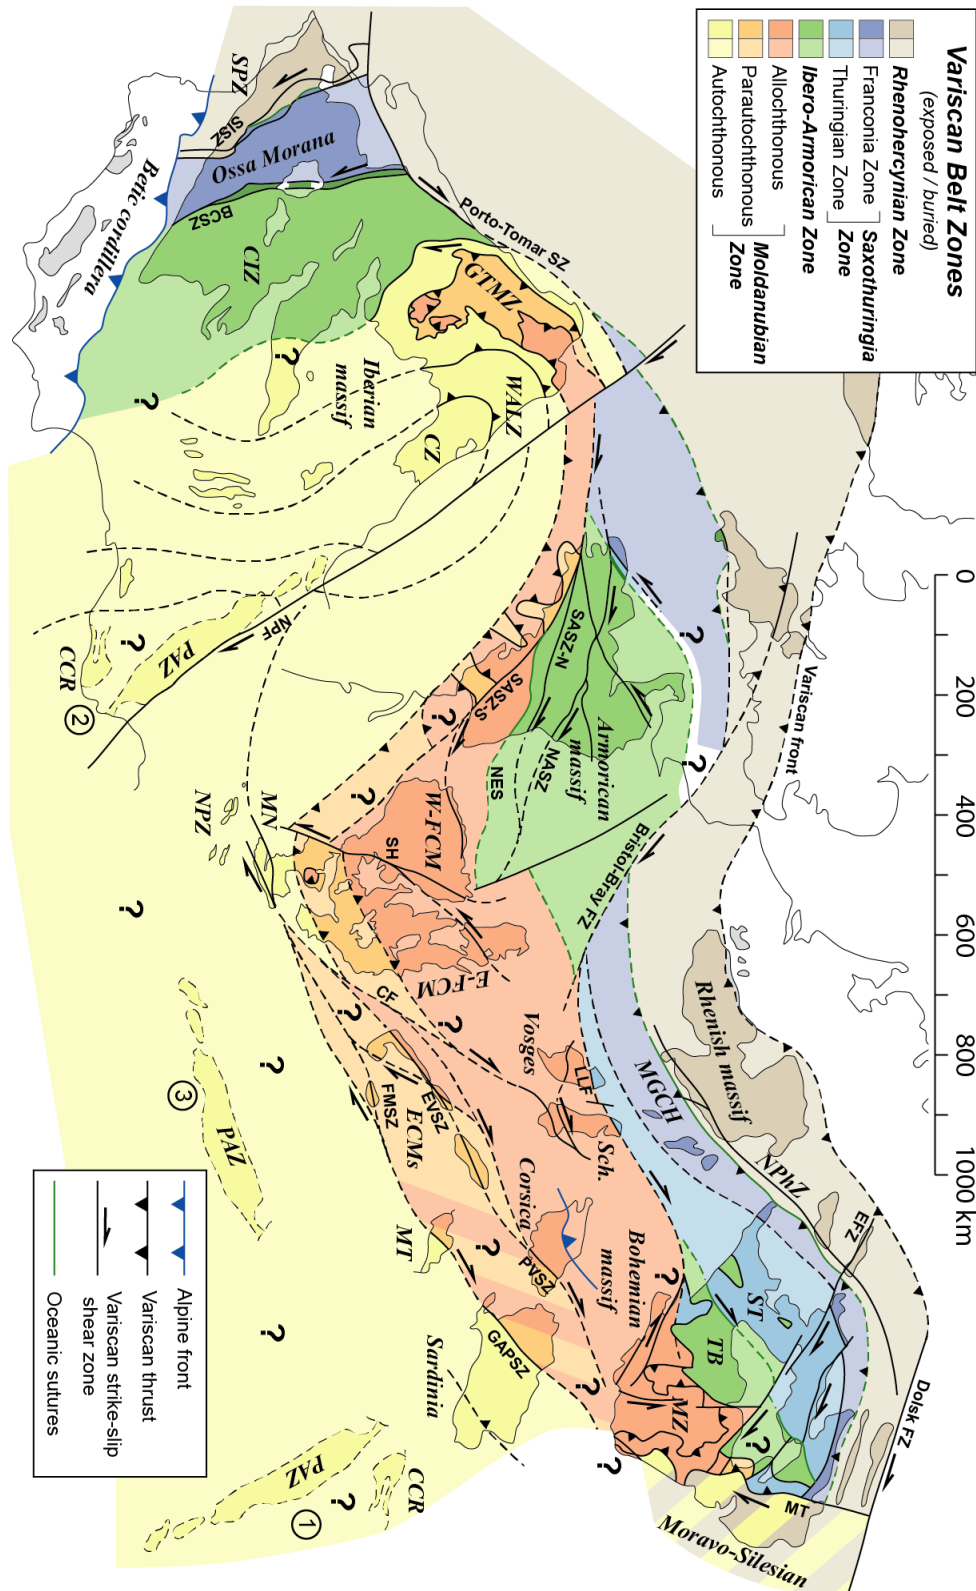 Variscan Belt Zones
(exposed / buried)
Rhenohercynian Zone
Franconia Zone
Thuringian Zone
Saxothuringia
Zone
Ibero-Armorican Zone
Allochthonous
Parautochthonous
Autochthonous
Moldanubian
Zone
0
200
400
600
800
1000 km
Variscan front
Porto-Tomar SZ
SPZ
SISZ
Ossa Morana
BCSZ
CIZ
Betic cordillera
GTMZ
WALZ
CZ
Iberian
massif
?
?
NPF
PAZ
?
CCR
2
?
?
Armorican
massif
SASZ-N
SASZ-S
NASZ
NES
?
?
Bristol-Bray FZ
W-FCM
SH
MN
NPZ
?
E-FCM
CF
?
?
Rhenish massif
MGCH
NPhZ
EFZ
Dolsk FZ
Vosges
LLF
Sch.
EVSZ
FMSZ
ECMs
?
3
PAZ
Corsica
PVSZ
?
MT
Bohemian
massif
?
ST
TB
MZ
?
?
?
MT
Moravo-Silesian
GAPSZ
Sardinia
?
PAZ
?
CCR
1
Alpine front
Variscan thrust
Variscan strike-slip
shear zone
Oceanic sutures